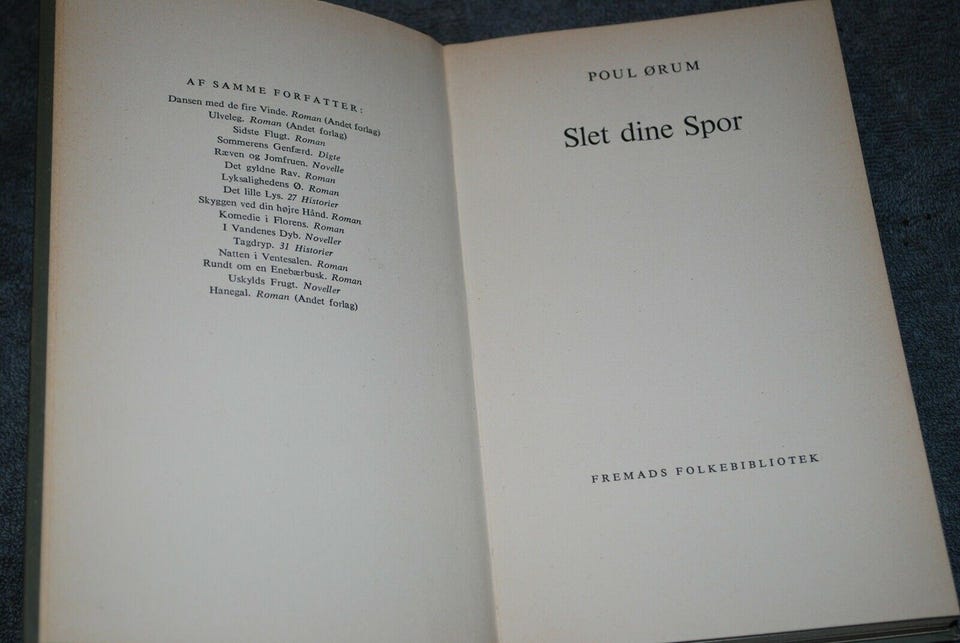 AF SAMME FORFATTER:
Dansen med de fire Vinde. Roman (Andet forlag)
Ulveleg. Roman (Andet forlag)
Sidste Flugt. Roman
Sommerens Genfærd. Digte
Ræven og Jomfruen. Novelle
Det gyldne Rav. Roman
Lyksalighedens Ø. Roman
Det lille Lys. 27 Historier
Skyggen ved din højre Hånd. Roman
Komedie i Florens. Roman
I Vandenes Dyb. Noveller
Tagdryp. 31 Historier
Natten i Ventesalen. Roman
Rundt om en Enebærbusk. Roman
Uskylds Frugt. Noveller
Hanegal. Roman (Andet forlag)
POUL ØRUM
Slet dine Spor
FREMADS FOLKEBIBLIOTEK